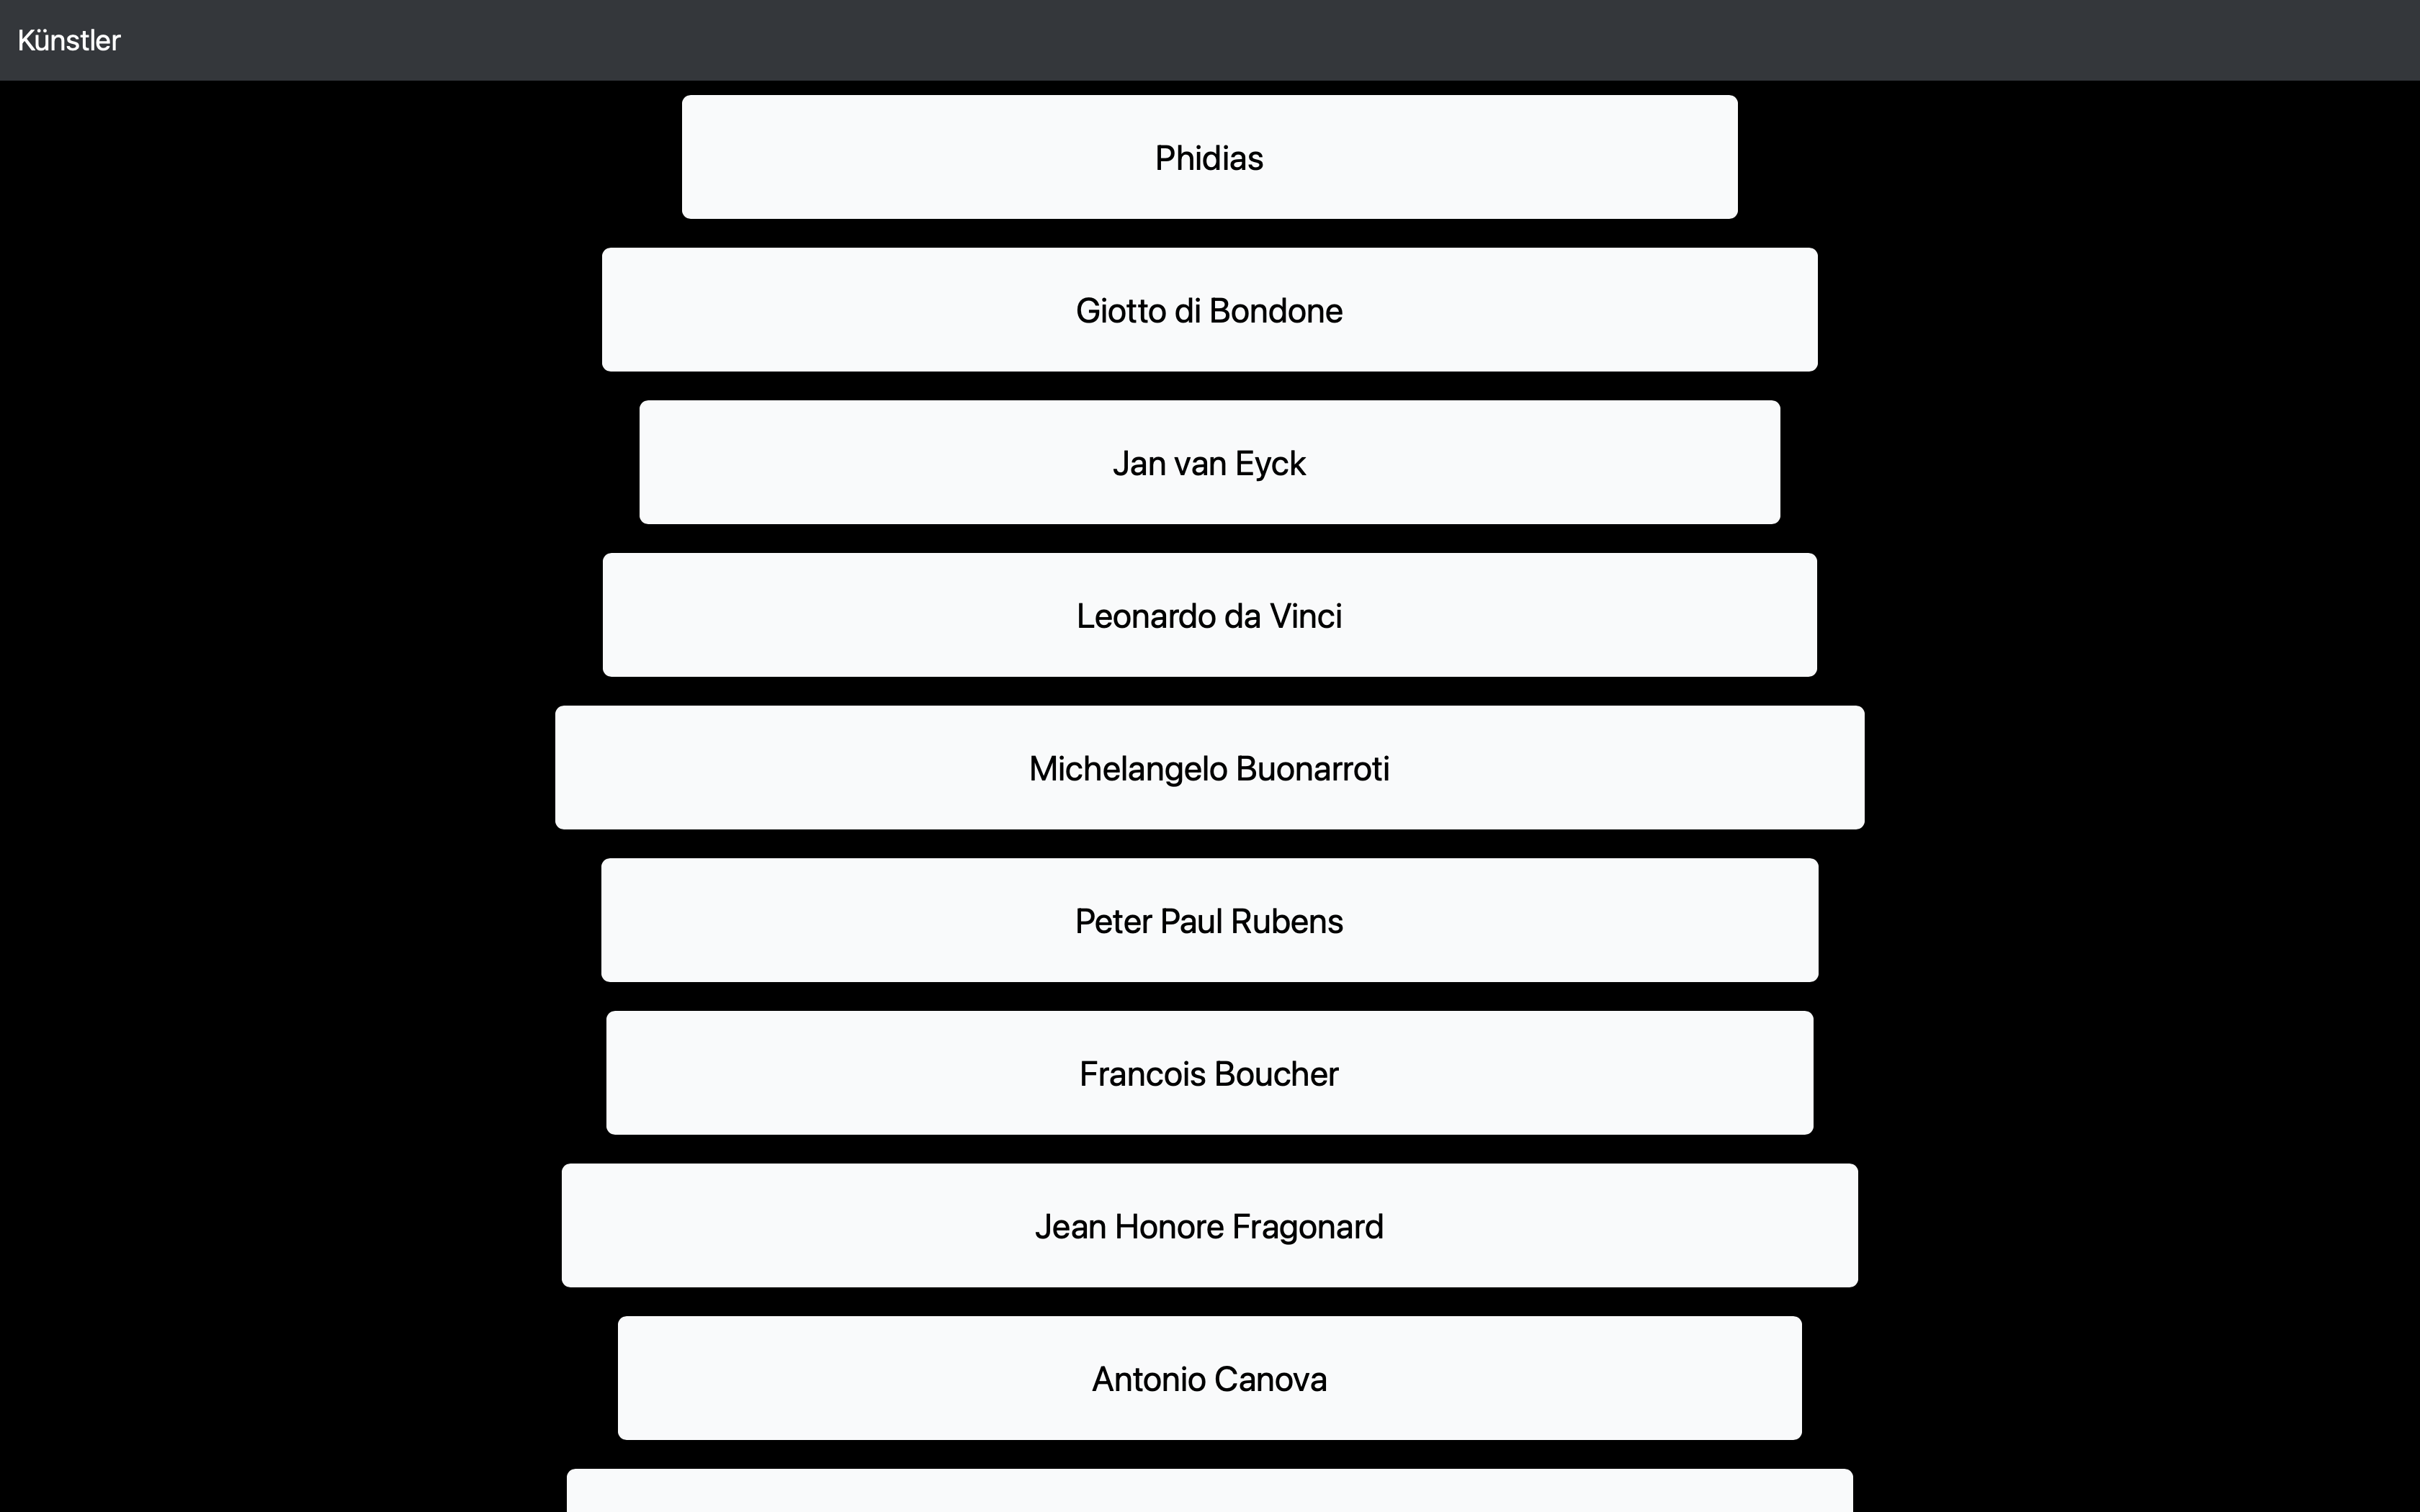 Künstler
Phidias
Giotto di Bondone
Jan van Eyck
Leonardo da Vinci
Michelangelo Buonarroti
Peter Paul Rubens
Francois Boucher
Jean Honore Fragonard
Antonio Canova